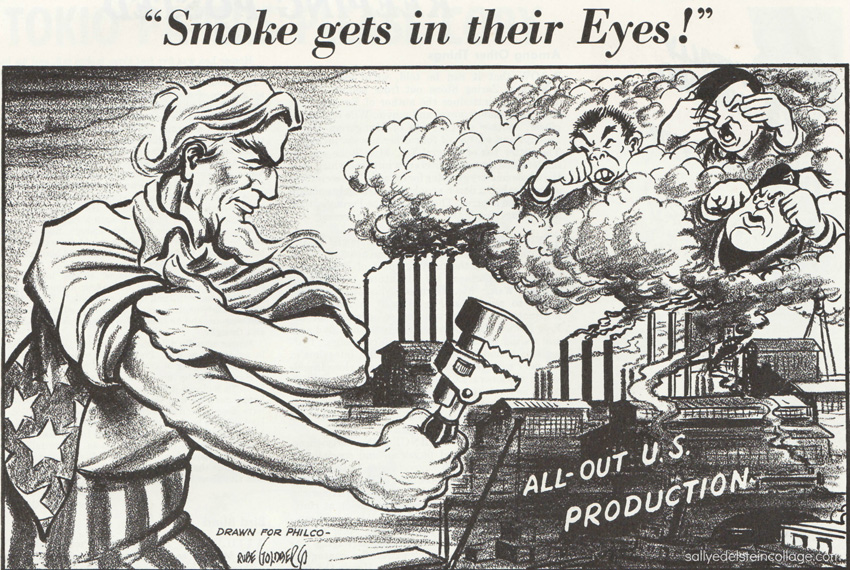 “Smoke gets in their Eyes!”
ALL-OUT U.S.
PRODUCTION
DRAWN FOR PHILCO-
RUBE GOLDBERG
sallyedelsteincollage.com